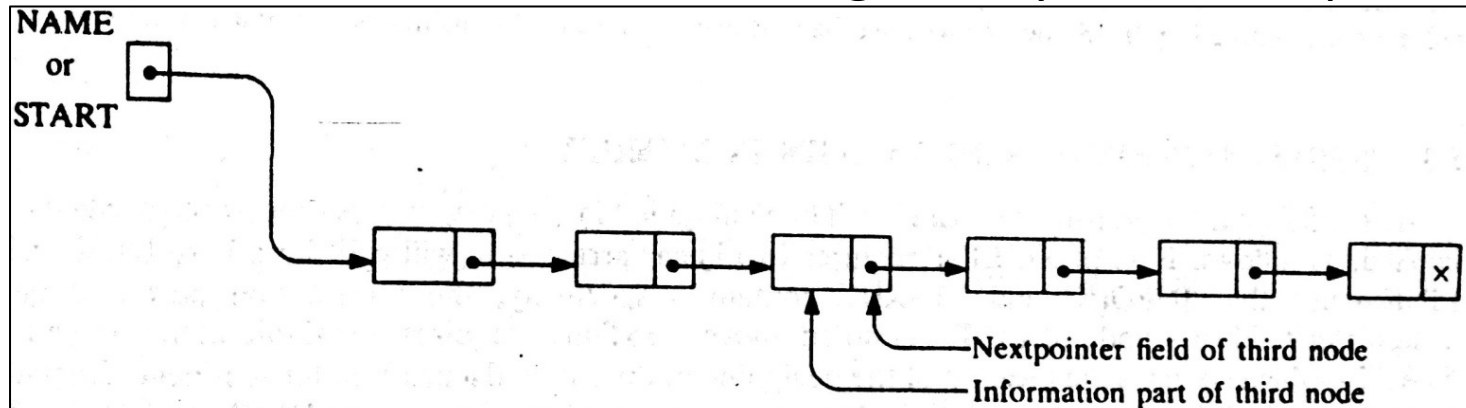 NAME
or
START
x
Nextpointer field of third node
Information part of third node